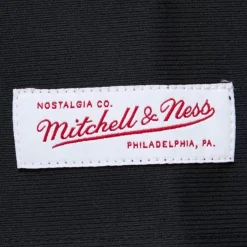 NOSTALGIA CO.
Mitchell & Ness
PHILADELPHIA, PA.